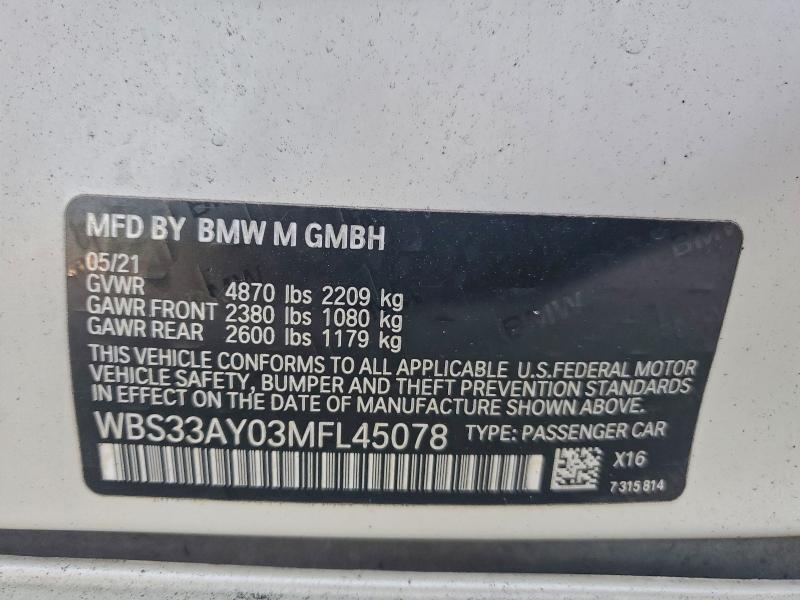 MFD BY BMW M GMBH
05/21
GVWR 4870 lbs 2209 kg
GAWR FRONT 2380 lbs 1080 kg
GAWR REAR 2600 lbs 1179 kg
THIS VEHICLE CONFORMS TO ALL APPLICABLE U.S.FEDERAL MOTOR
VEHICLE SAFETY, BUMPER AND THEFT PREVENTION STANDARDS
IN EFFECT ON THE DATE OF MANUFACTURE SHOWN ABOVE.
WBS33AY03MFL45078 TYPE: PASSENGER CAR
X16
7 315 814
BMW
BMW